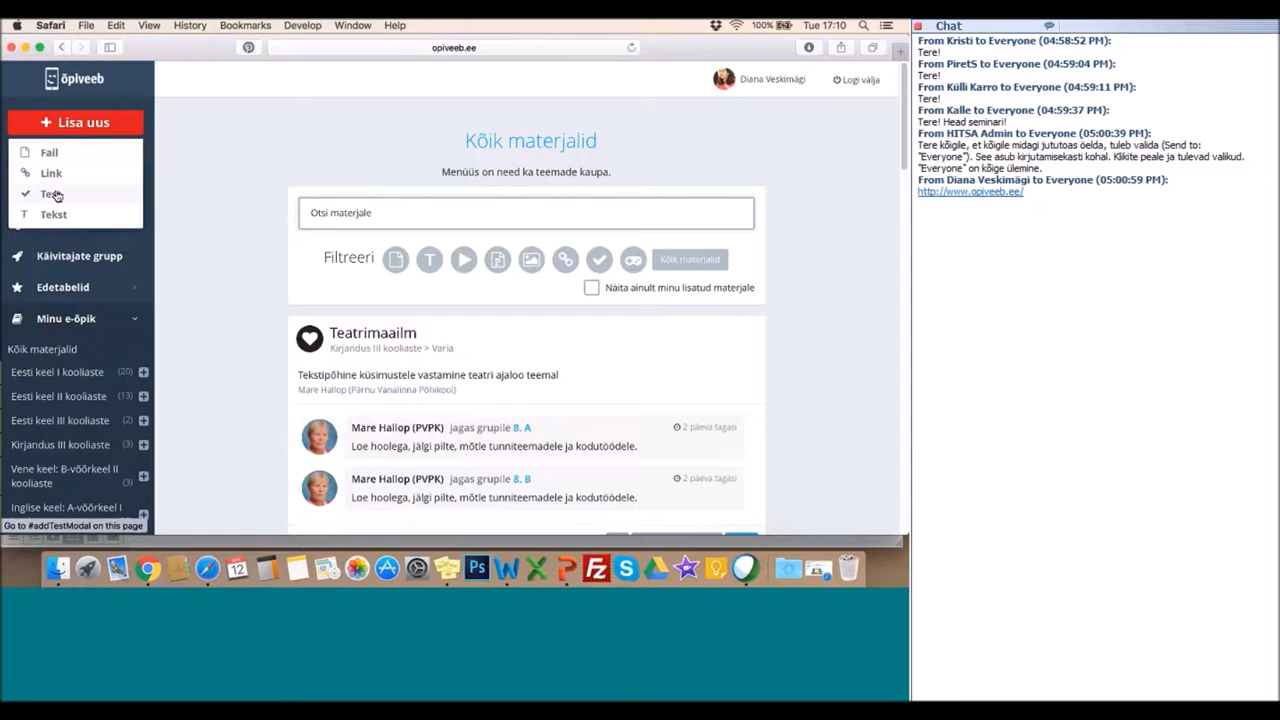 Safari File Edit View History Bookmarks Develop Window Help 100% Tue 17:10
opiveeb.ee
õpiveeb
Diana Veskimägi Logi välja
+ Lisa uus
Fail
Link
T Tekst
Käivitajate grupp
Edetabelid
Minu e-õpik
Kõik materjalid
Eesti keel I kooliaste (20)
Eesti keel II kooliaste (13)
Eesti keel III kooliaste (2)
Kirjandus III kooliaste (3)
Vene keel: B-võõrkeel II
kooliaste (3)
Inglise keel: A-võõrkeel I
Go to #addTestModal on this page
Kõik materjalid
Menüüs on need ka teemade kaupa.
Otsi materjale
Filtreeri T P Kõik materjalid
Näita ainult minu lisatud materjale
Teatrimaailm
Kirjandus III kooliaste > Varia
Tekstipõhine küsimustele vastamine teatri ajaloo teemal
Mare Hallop (Pärnu Vanalinna Põhikool)
Mare Hallop (PVPK) jagas grupile 8. A 2 päeva tagasi
Loe hoolega, jälgi pilte, mõtle tunniteemadele ja kodutöödele.
Mare Hallop (PVPK) jagas grupile 8. B 2 päeva tagasi
Loe hoolega, jälgi pilte, mõtle tunniteemadele ja kodutöödele.
12 Ps W X P Fz S
Chat
From Kristi to Everyone (04:58:52 PM):
Tere!
From PiretS to Everyone (04:59:04 PM):
Tere!
From Külli Karro to Everyone (04:59:11 PM):
Tere!
From Kalle to Everyone (04:59:37 PM):
Tere! Head seminari!
From HITSA Admin to Everyone (05:00:39 PM):
Tere kõigile, et kõigile midagi jututoas öelda, tuleb valida (Send to:
"Everyone"). See asub kirjutamisekasti kohal. Klikite peale ja tulevad valikud.
"Everyone" on kõige ülemine.
From Diana Veskimägi to Everyone (05:00:59 PM):
http://www.opiveeb.ee/